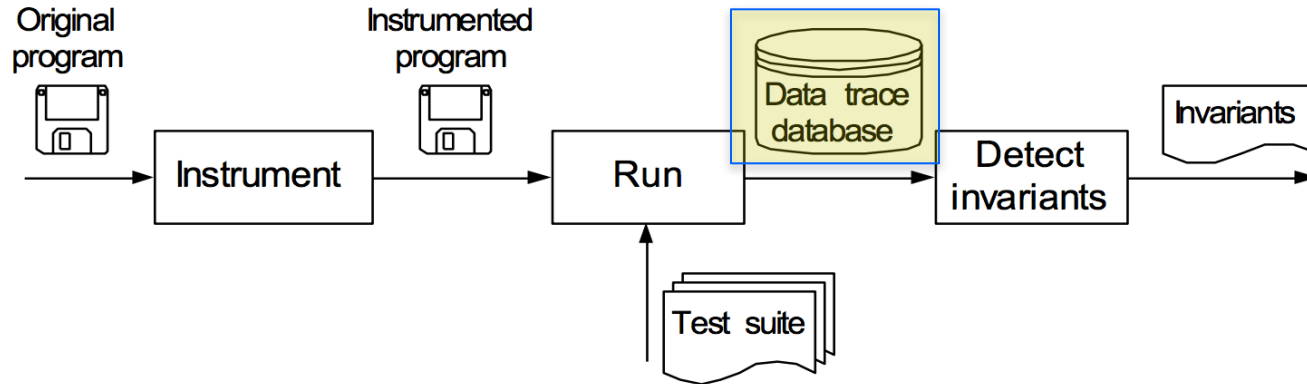 Original
program
Instrumented
program
Data trace
database
Invariants
Instrument
Run
Detect
invariants
Test suite